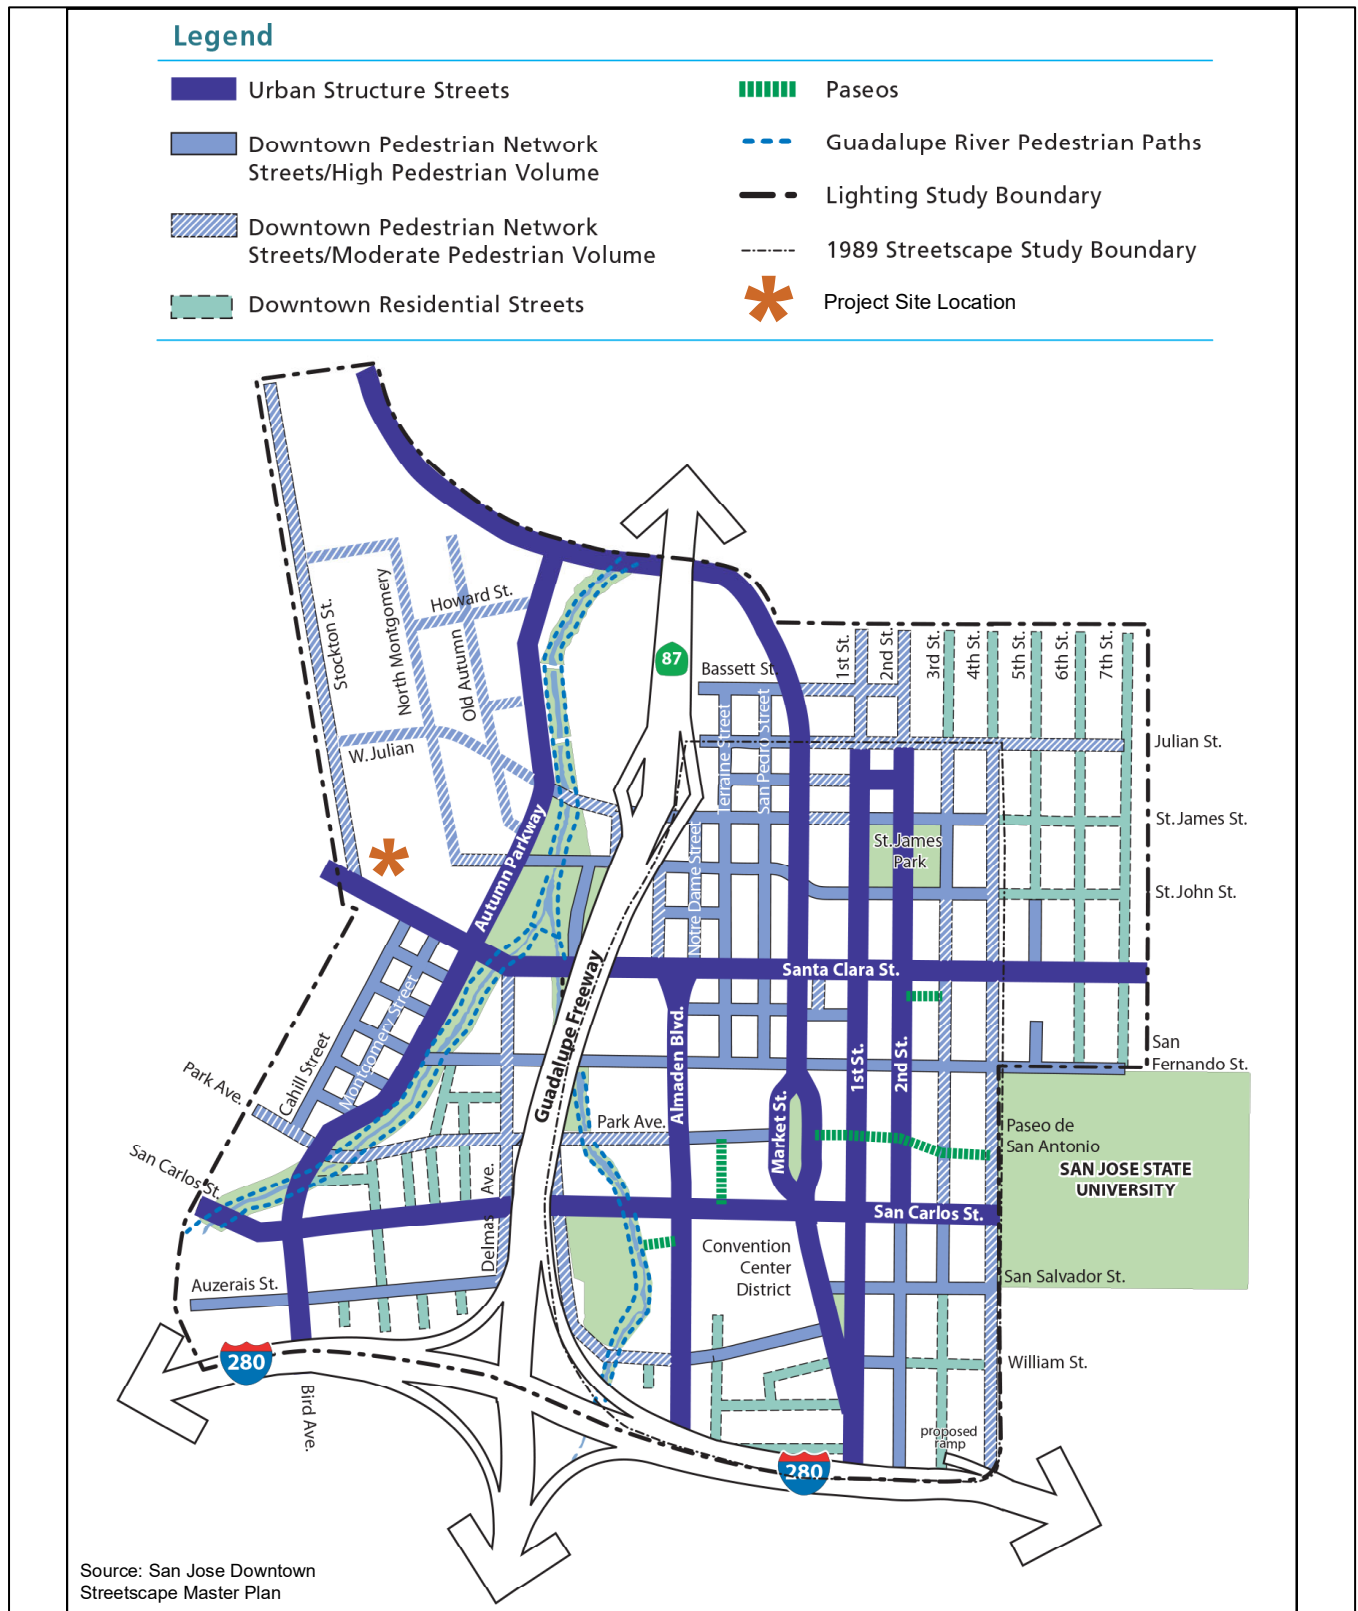 Legend
Urban Structure Streets
Downtown Pedestrian Network
Streets/High Pedestrian Volume
Downtown Pedestrian Network
Streets/Moderate Pedestrian Volume
Downtown Residential Streets
Paseos
Guadalupe River Pedestrian Paths
Lighting Study Boundary
1989 Streetscape Study Boundary
Project Site Location
Stockton St.
North Montgomery
Howard St.
Old Autumn
W. Julian
Autumn Parkway
87
Bassett St.
1st St.
2nd St.
3rd St.
4th St.
5th St.
6th St.
7th St.
Terraine Street
San Pedro Street
Julian St.
St. James St.
St. James
Park
Notre Dame Street
St. John St.
Santa Clara St.
Guadalupe Freeway
Almaden Blvd.
Market St.
1st St.
2nd St.
San
Fernando St.
Montgomery Street
Cahill Street
Park Ave.
San Carlos St.
Park Ave.
Paseo de
San Antonio
SAN JOSE STATE
UNIVERSITY
San Carlos St.
Delmas Ave.
Convention
Center
District
San Salvador St.
Auzerais St.
280
Bird Ave.
William St.
proposed
ramp
280
Source: San Jose Downtown
Streetscape Master Plan